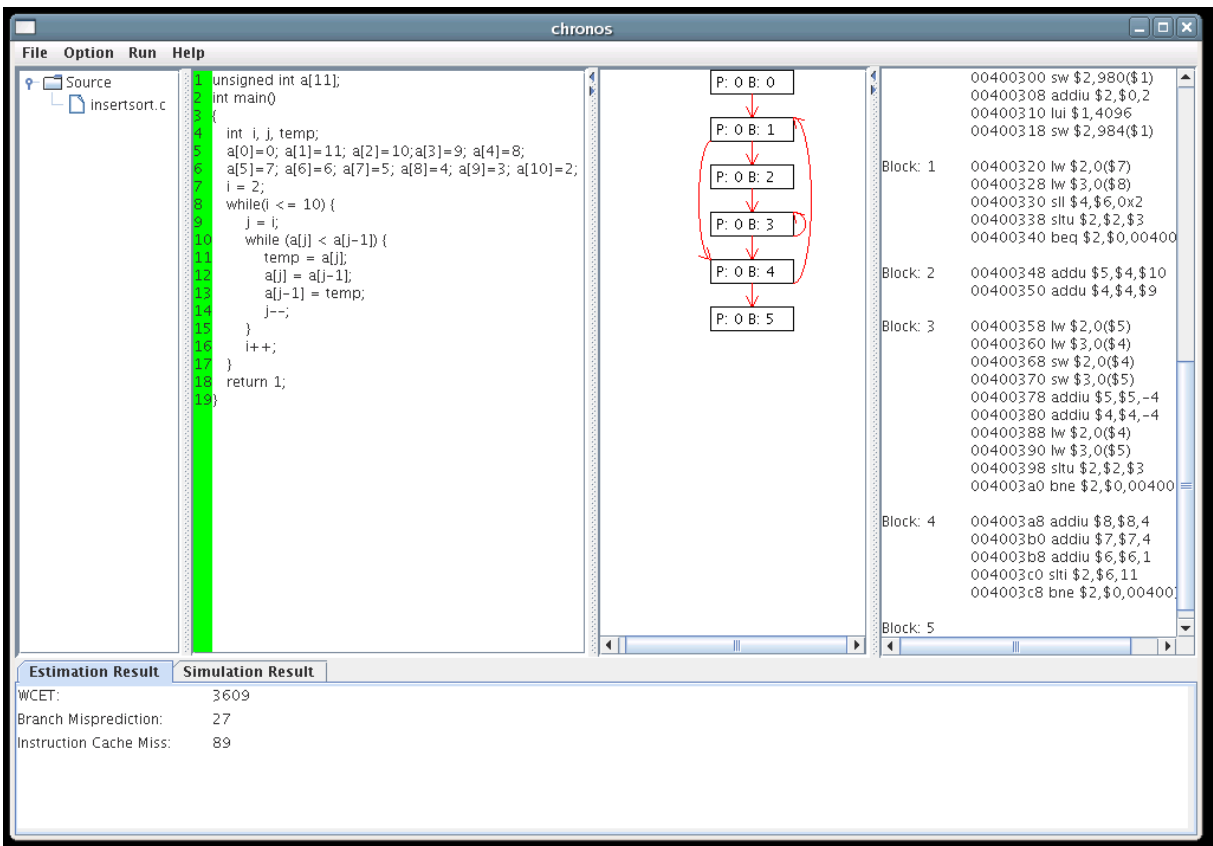 chronos
File Option Run Help
Source
insertsort.c
1 unsigned int a[11];
2 int main()
3 {
4 int i, j, temp;
5 a[0]=0; a[1]=11; a[2]=10;a[3]=9; a[4]=8;
6 a[5]=7; a[6]=6; a[7]=5; a[8]=4; a[9]=3; a[10]=2;
7 i = 2;
8 while(i <= 10) {
9 j = i;
10 while (a[j] < a[j-1]) {
11 temp = a[j];
12 a[j] = a[j-1];
13 a[j-1] = temp;
14 j--;
15 }
16 i++;
17 }
18 return 1;
19 }
P: 0 B: 0
P: 0 B: 1
P: 0 B: 2
P: 0 B: 3
P: 0 B: 4
P: 0 B: 5
00400300 sw $2,980($1)
00400308 addiu $2,$0,2
00400310 lui $1,4096
00400318 sw $2,984($1)
Block: 1 00400320 lw $2,0($7)
00400328 lw $3,0($8)
00400330 sll $4,$6,0x2
00400338 sltu $2,$2,$3
00400340 beq $2,$0,00400
Block: 2 00400348 addu $5,$4,$10
00400350 addu $4,$4,$9
Block: 3 00400358 lw $2,0($5)
00400360 lw $3,0($4)
00400368 sw $2,0($4)
00400370 sw $3,0($5)
00400378 addiu $5,$5,-4
00400380 addiu $4,$4,-4
00400388 lw $2,0($4)
00400390 lw $3,0($5)
00400398 sltu $2,$2,$3
004003a0 bne $2,$0,00400
Block: 4 004003a8 addiu $8,$8,4
004003b0 addiu $7,$7,4
004003b8 addiu $6,$6,1
004003c0 slti $2,$6,11
004003c8 bne $2,$0,00400
Block: 5
Estimation Result Simulation Result
WCET: 3609
Branch Misprediction: 27
Instruction Cache Miss: 89